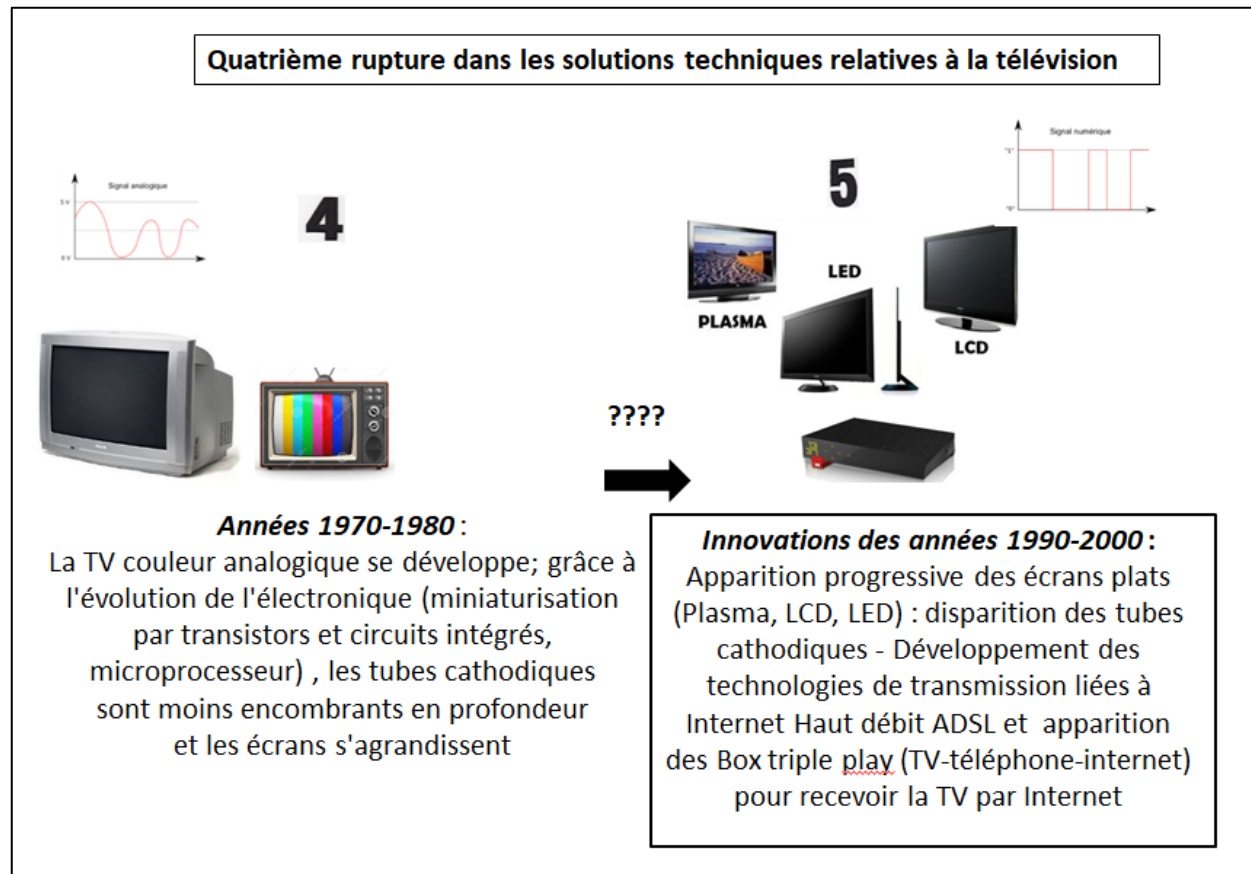 Quatrième rupture dans les solutions techniques relatives à la télévision
Signal analogique
5 V
0 V
4
Années 1970-1980 :
La TV couleur analogique se développe; grâce à
l'évolution de l'électronique (miniaturisation
par transistors et circuits intégrés,
microprocesseur) , les tubes cathodiques
sont moins encombrants en profondeur
et les écrans s'agrandissent
????
5
Signal numérique
"1"
"0"
PLASMA
LED
LCD
Innovations des années 1990-2000 :
Apparition progressive des écrans plats
(Plasma, LCD, LED) : disparition des tubes
cathodiques - Développement des
technologies de transmission liées à
Internet Haut débit ADSL et apparition
des Box triple play (TV-téléphone-internet)
pour recevoir la TV par Internet